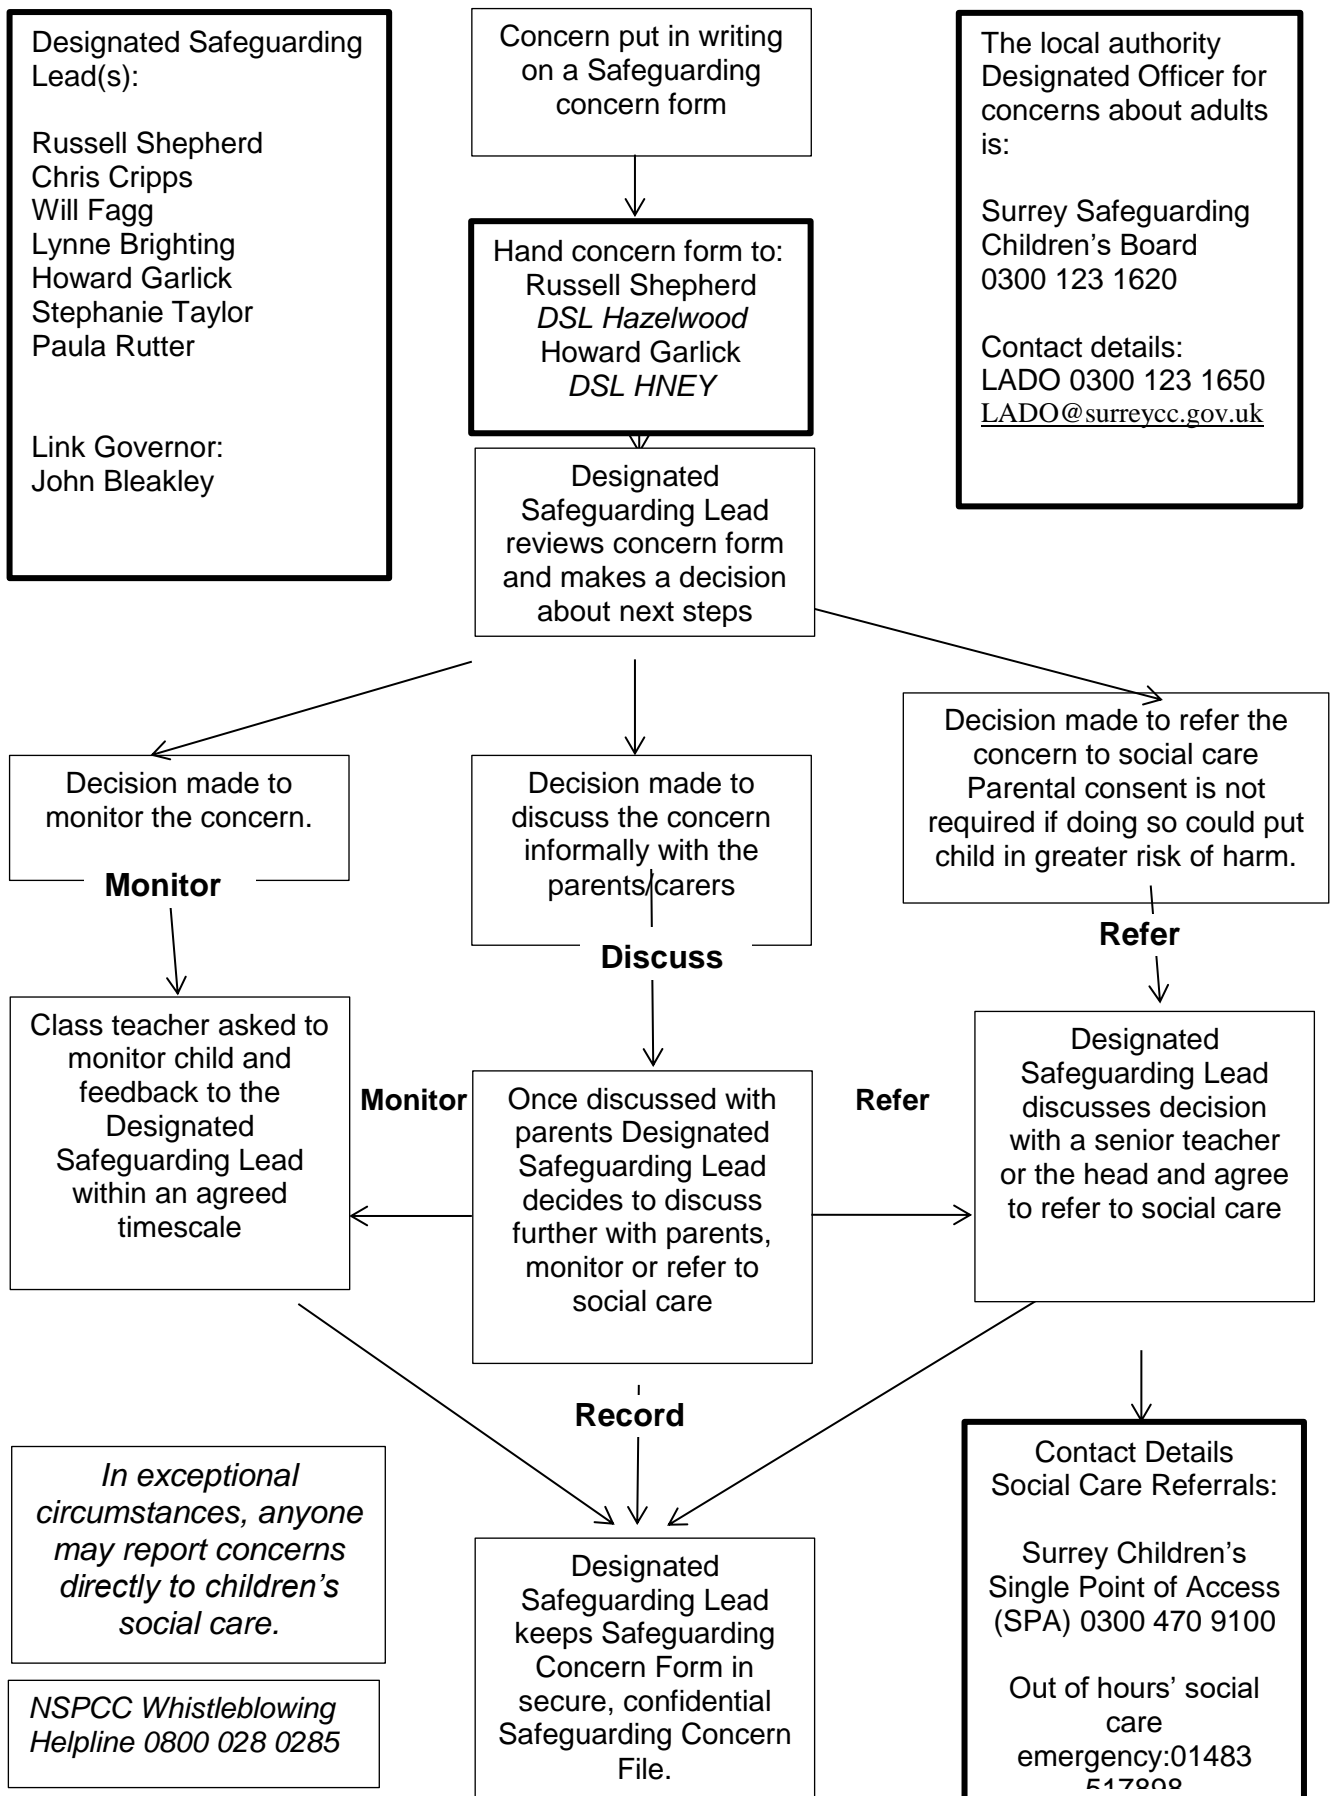 Designated Safeguarding
Lead(s):
Russell Shepherd
Chris Cripps
Will Fagg
Lynne Brighting
Howard Garlick
Stephanie Taylor
Paula Rutter
Link Governor:
John Bleakley
Concern put in writing
on a Safeguarding
concern form
The local authority
Designated Officer for
concerns about adults
is:
Surrey Safeguarding
Children’s Board
0300 123 1620
Contact details:
LADO 0300 123 1650
LADO@surreycc.gov.uk
Hand concern form to:
Russell Shepherd
DSL Hazelwood
Howard Garlick
DSL HNEY
Designated
Safeguarding Lead
reviews concern form
and makes a decision
about next steps
Decision made to
monitor the concern.
Monitor
Decision made to
discuss the concern
informally with the
parents/carers
Discuss
Decision made to refer the
concern to social care
Parental consent is not
required if doing so could put
child in greater risk of harm.
Refer
Class teacher asked to
monitor child and
feedback to the
Designated
Safeguarding Lead
within an agreed
timescale
Monitor
Once discussed with
parents Designated
Safeguarding Lead
decides to discuss
further with parents,
monitor or refer to
social care
Refer
Designated
Safeguarding Lead
discusses decision
with a senior teacher
or the head and agree
to refer to social care
Record
In exceptional
circumstances, anyone
may report concerns
directly to children’s
social care.
NSPCC Whistleblowing
Helpline 0800 028 0285
Designated
Safeguarding Lead
keeps Safeguarding
Concern Form in
secure, confidential
Safeguarding Concern
File.
Contact Details
Social Care Referrals:
Surrey Children’s
Single Point of Access
(SPA) 0300 470 9100
Out of hours’ social
care
emergency:01483
517898